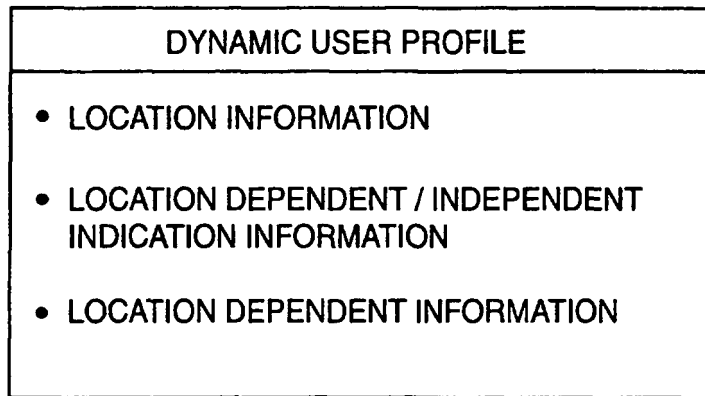 DYNAMIC USER PROFILE
• LOCATION INFORMATION
• LOCATION DEPENDENT / INDEPENDENT
INDICATION INFORMATION
• LOCATION DEPENDENT INFORMATION